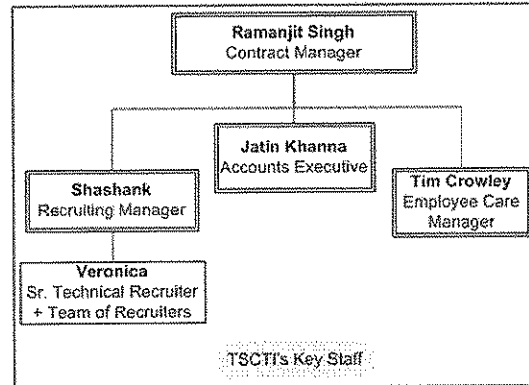 Ramanjit Singh
Contract Manager
Jatin Khanna
Accounts Executive
Shashank
Recruiting Manager
Tim Crowley
Employee Care
Manager
Veronica
Sr. Technical Recruiter
+ Team of Recruiters
TSCTI's Key Staff